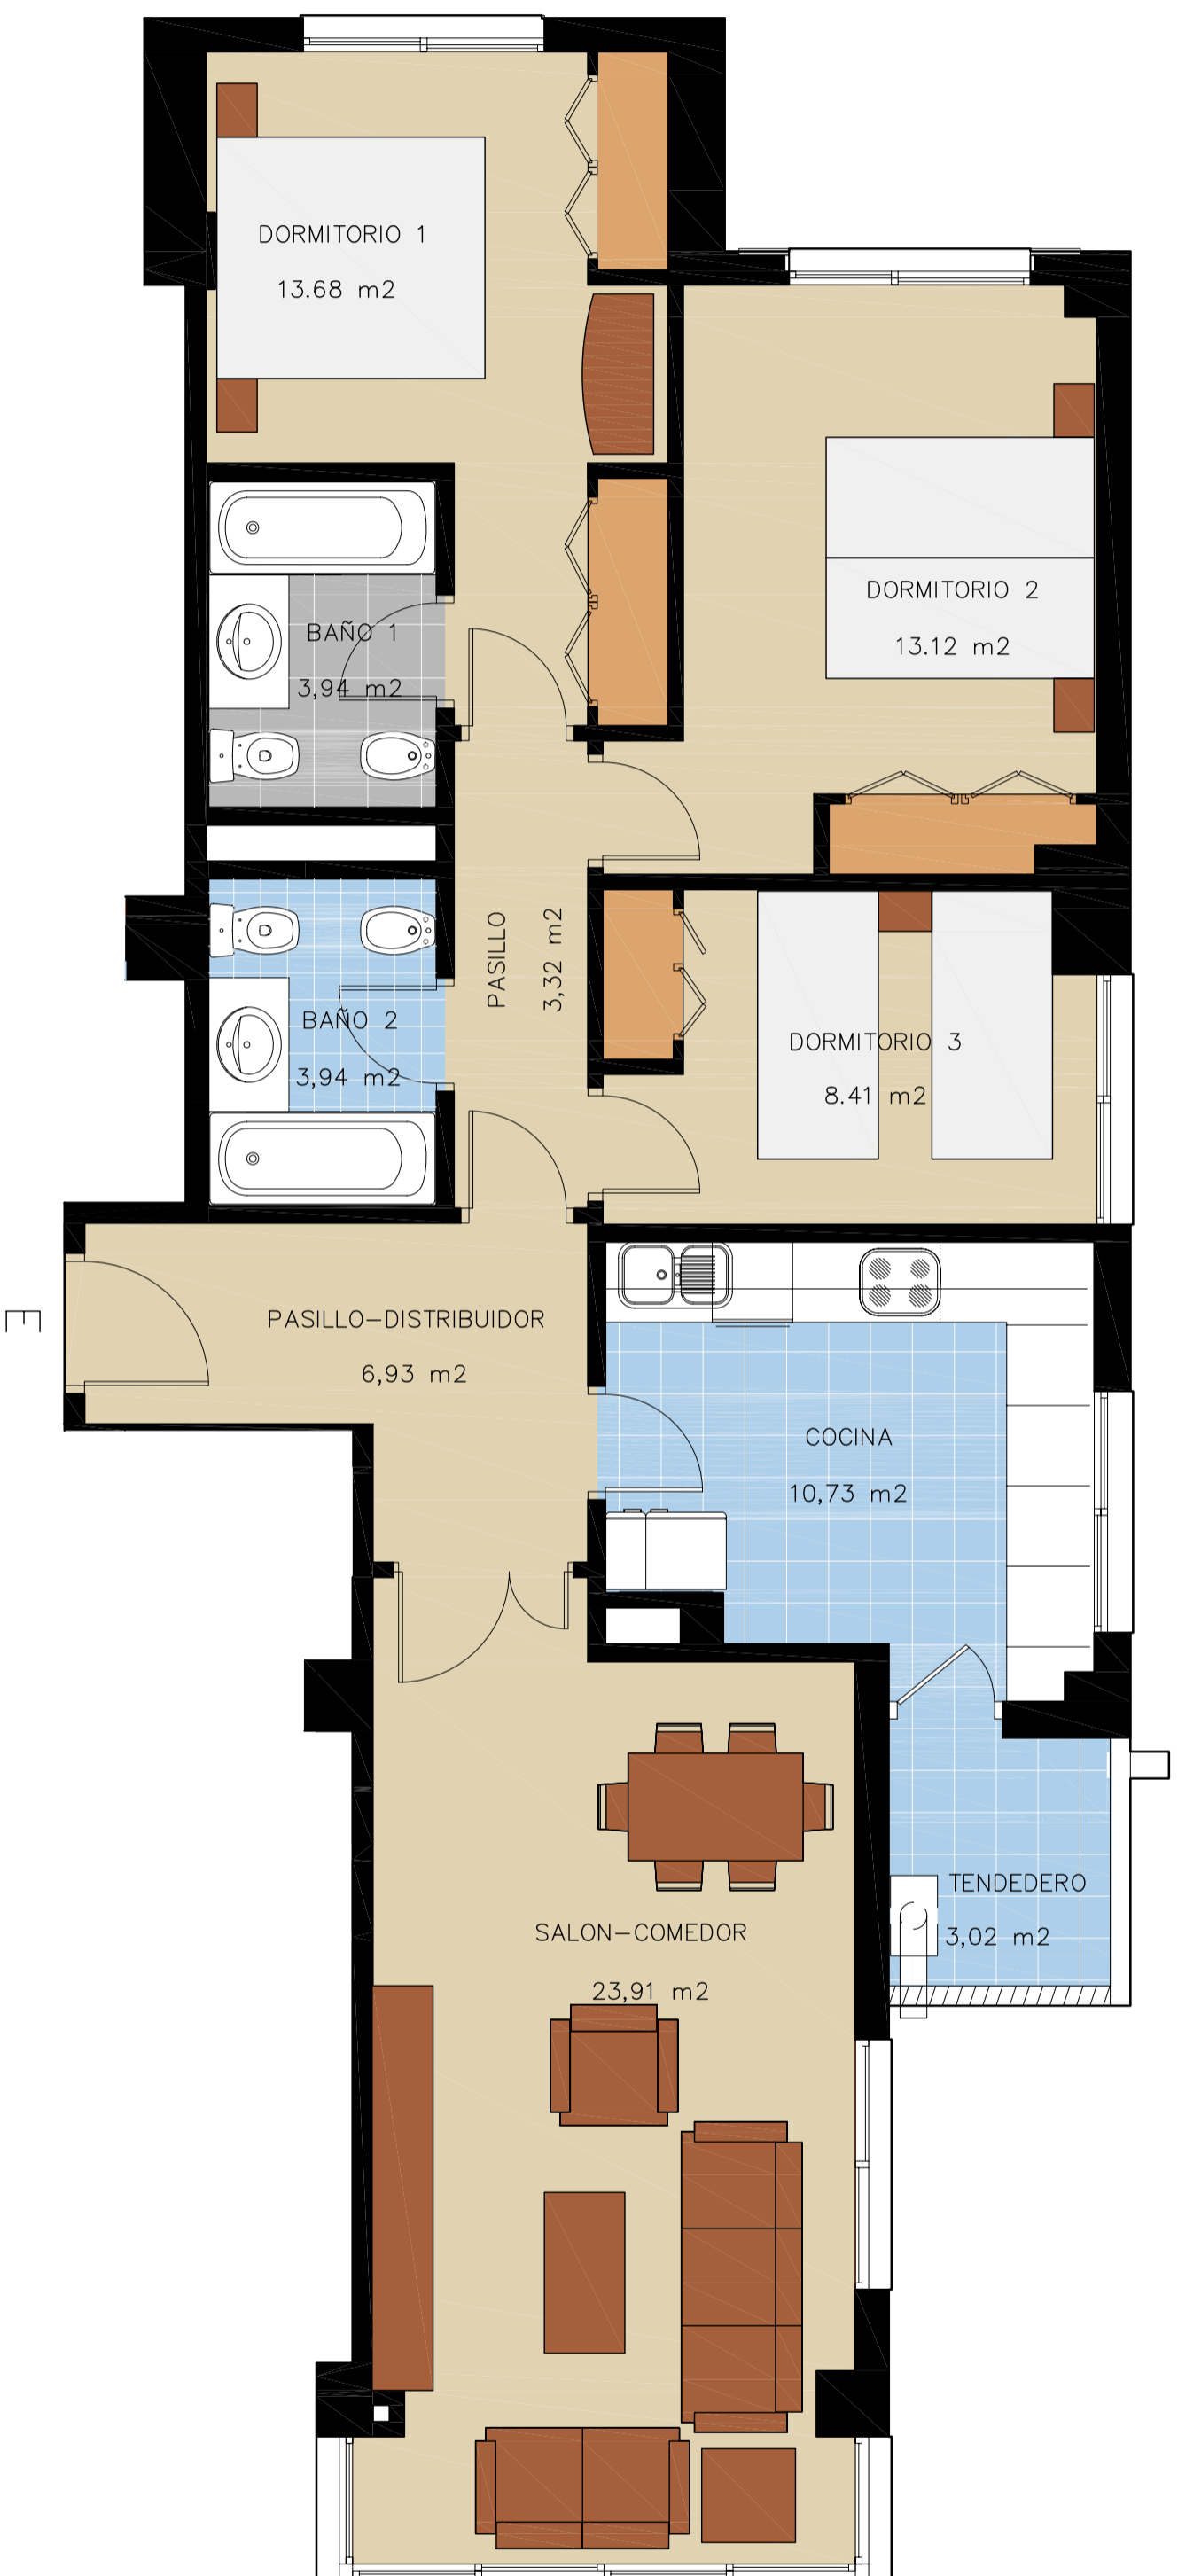 DORMITORIO 1
13.68 m2
DORMITORIO 2
13.12 m2
BAÑO 1
3,94 m2
PASILLO
3,32 m2
BAÑO 2
3,94 m2
DORMITORIO 3
8.41 m2
E
PASILLO-DISTRIBUIDOR
6,93 m2
COCINA
10,73 m2
TENDEDERO
3,02 m2
SALON-COMEDOR
23,91 m2